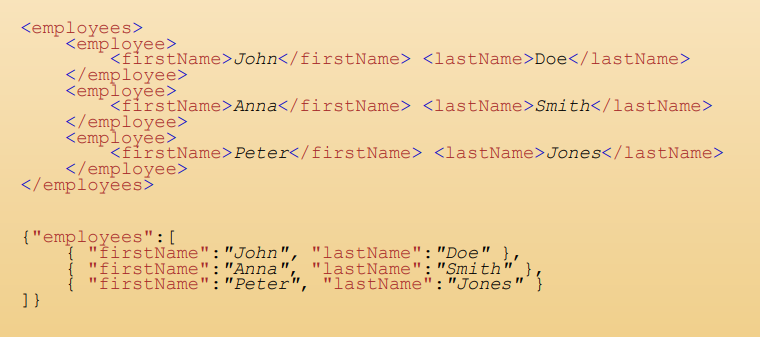 <employees>
    <employee>
        <firstName>John</firstName> <lastName>Doe</lastName>
    </employee>
    <employee>
        <firstName>Anna</firstName> <lastName>Smith</lastName>
    </employee>
    <employee>
        <firstName>Peter</firstName> <lastName>Jones</lastName>
    </employee>
</employees>
{"employees":[
    { "firstName":"John", "lastName":"Doe" },
    { "firstName":"Anna", "lastName":"Smith" },
    { "firstName":"Peter", "lastName":"Jones" }
]}